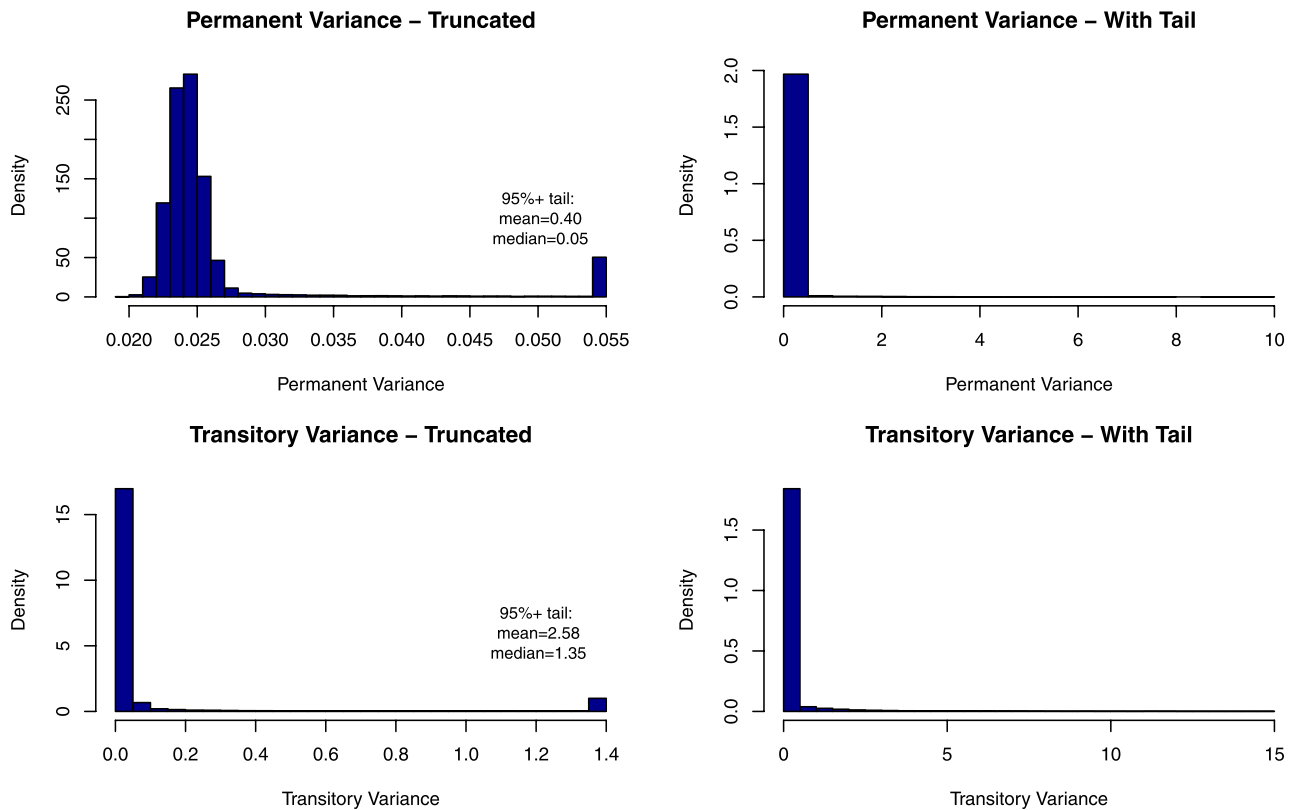 Permanent Variance − Truncated
Density
0 50 150 250
95%+ tail:
mean=0.40
median=0.05
0.020 0.025 0.030 0.035 0.040 0.045 0.050 0.055
Permanent Variance
Permanent Variance − With Tail
Density
0.0 0.5 1.0 1.5 2.0
0 2 4 6 8 10
Permanent Variance
Transitory Variance − Truncated
Density
0 5 10 15
95%+ tail:
mean=2.58
median=1.35
0.0 0.2 0.4 0.6 0.8 1.0 1.2 1.4
Transitory Variance
Transitory Variance − With Tail
Density
0.0 0.5 1.0 1.5
0 5 10 15
Transitory Variance